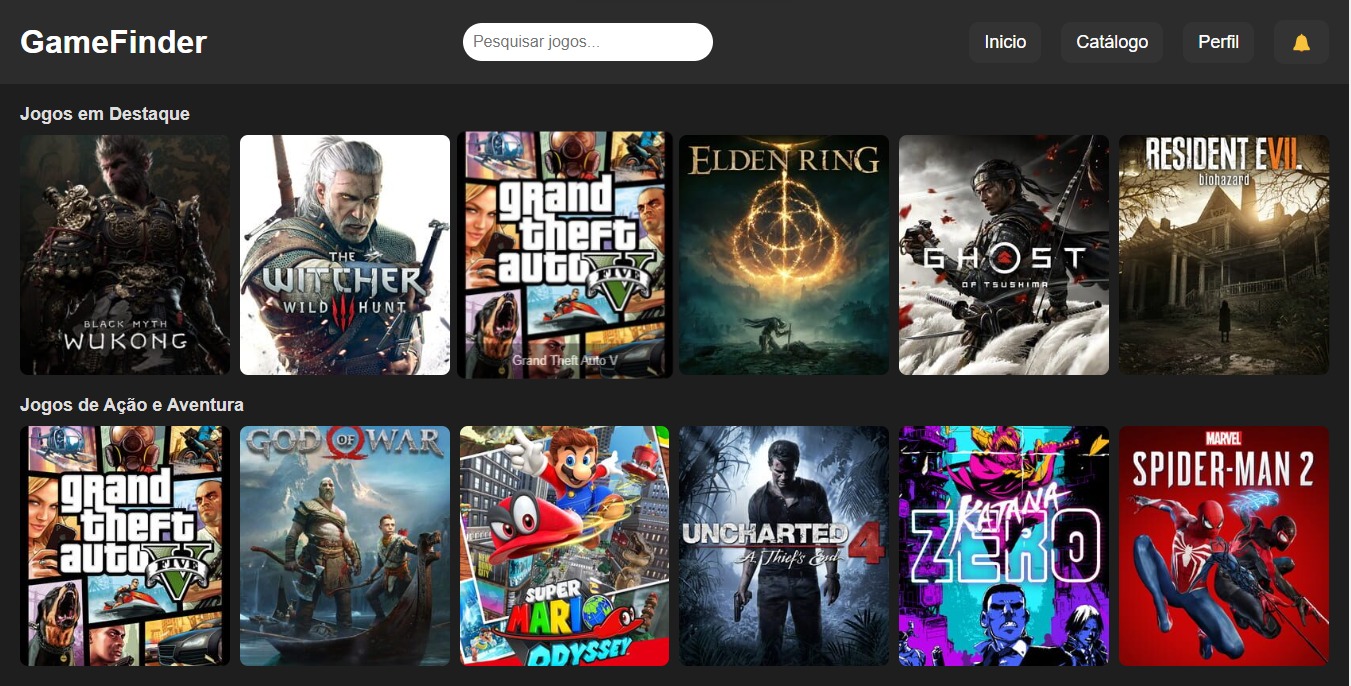 GameFinder
Pesquisar jogos...
Inicio
Catálogo
Perfil
Jogos em Destaque
BLACK MYTH
WUKONG
THE
WITCHER
WILD HUNT
III
grand
theft
auto
FIVE
Grand Theft Auto V
ELDEN RING
GHOST
OF TSUSHIMA
RESIDENT EVII.
biohazard
Jogos de Ação e Aventura
grand
theft
auto
FIVE
GOD OF WAR
SUPER
MARIO
ODYSSEY
UNCHARTED 4
A Thief's End
KATANA
ZERO
MARVEL
SPIDER-MAN 2